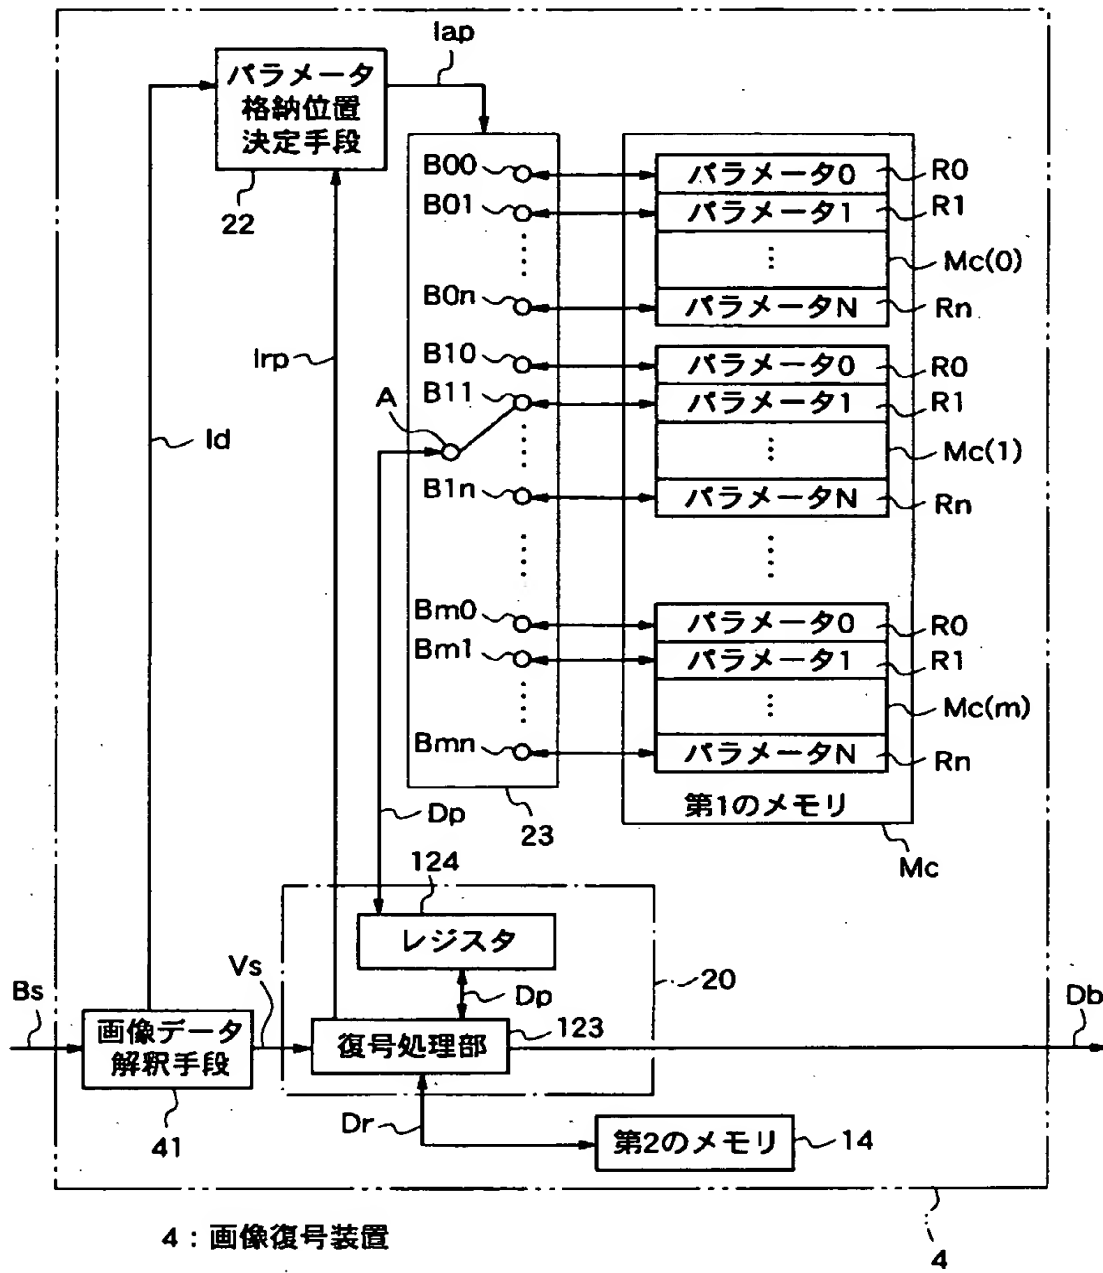 Iap
パラメータ
格納位置
決定手段
22
B00
パラメータ0
R0
B01
パラメータ1
R1
Mc(0)
B0n
パラメータN
Rn
Irp
B10
パラメータ0
R0
A
B11
パラメータ1
R1
Id
Mc(1)
B1n
パラメータN
Rn
Bm0
パラメータ0
R0
Bm1
パラメータ1
R1
Mc(m)
Bmn
パラメータN
Rn
第1のメモリ
Dp
23
Mc
124
レジスタ
Vs
Dp
20
Bs
Db
画像データ
解釈手段
復号処理部
123
41
Dr
第2のメモリ
14
4:画像復号装置
4